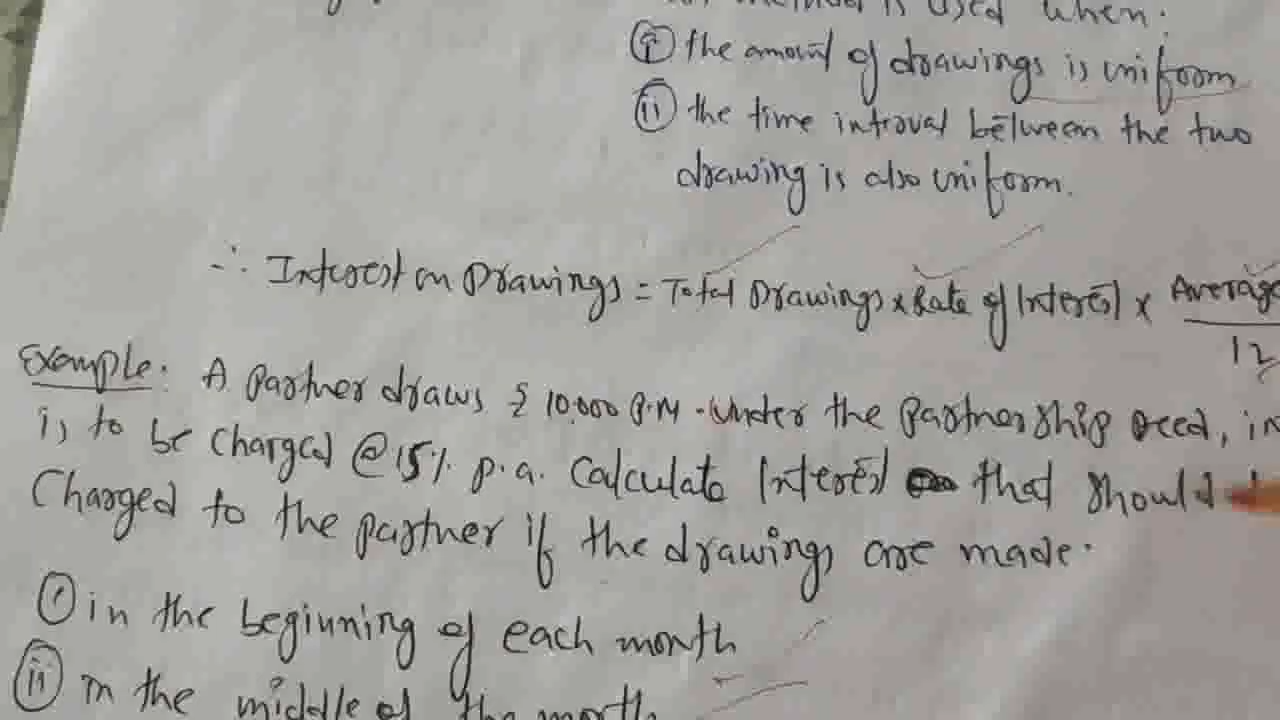 is used when.
(i) the amount of drawings is uniform
(ii) the time intraval between the two
drawing is also uniform.
∴ Interest on Drawings = Total Drawings x Rate of Interest x Average
12
Example: A Partner draws ₹ 10,000 P.M. Under the Partnership Deed, in
is to be charged @ 15% p.a. Calculate Interest that should
Charged to the partner if the drawings are made.
(i) in the beginning of each month
(ii) in the middle of the month